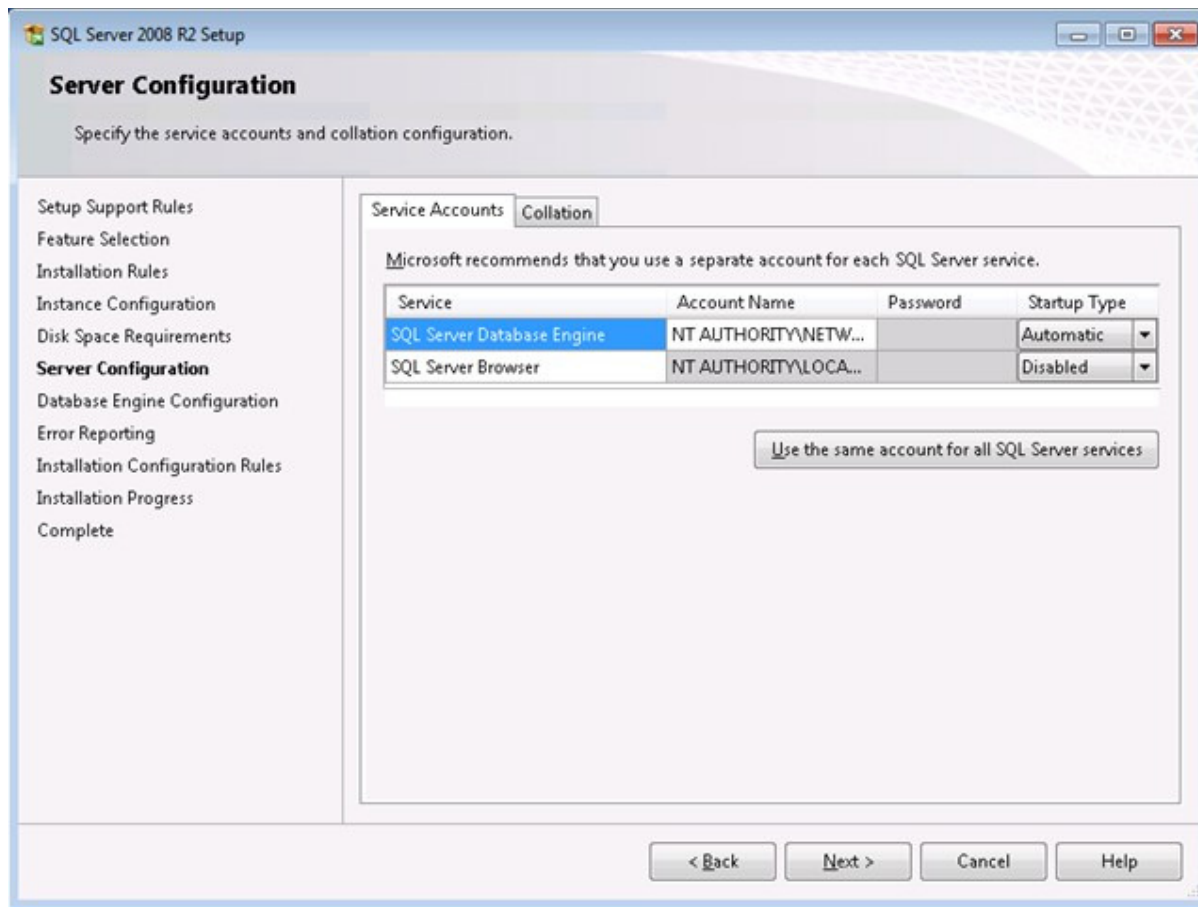 SQL Server 2008 R2 Setup
Server Configuration
Specify the service accounts and collation configuration.
Setup Support Rules
Feature Selection
Installation Rules
Instance Configuration
Disk Space Requirements
Server Configuration
Database Engine Configuration
Error Reporting
Installation Configuration Rules
Installation Progress
Complete
Service Accounts Collation
Microsoft recommends that you use a separate account for each SQL Server service.
Service Account Name Password Startup Type
SQL Server Database Engine NT AUTHORITY\NETW... Automatic
SQL Server Browser NT AUTHORITY\LOCA... Disabled
Use the same account for all SQL Server services
< Back Next > Cancel Help